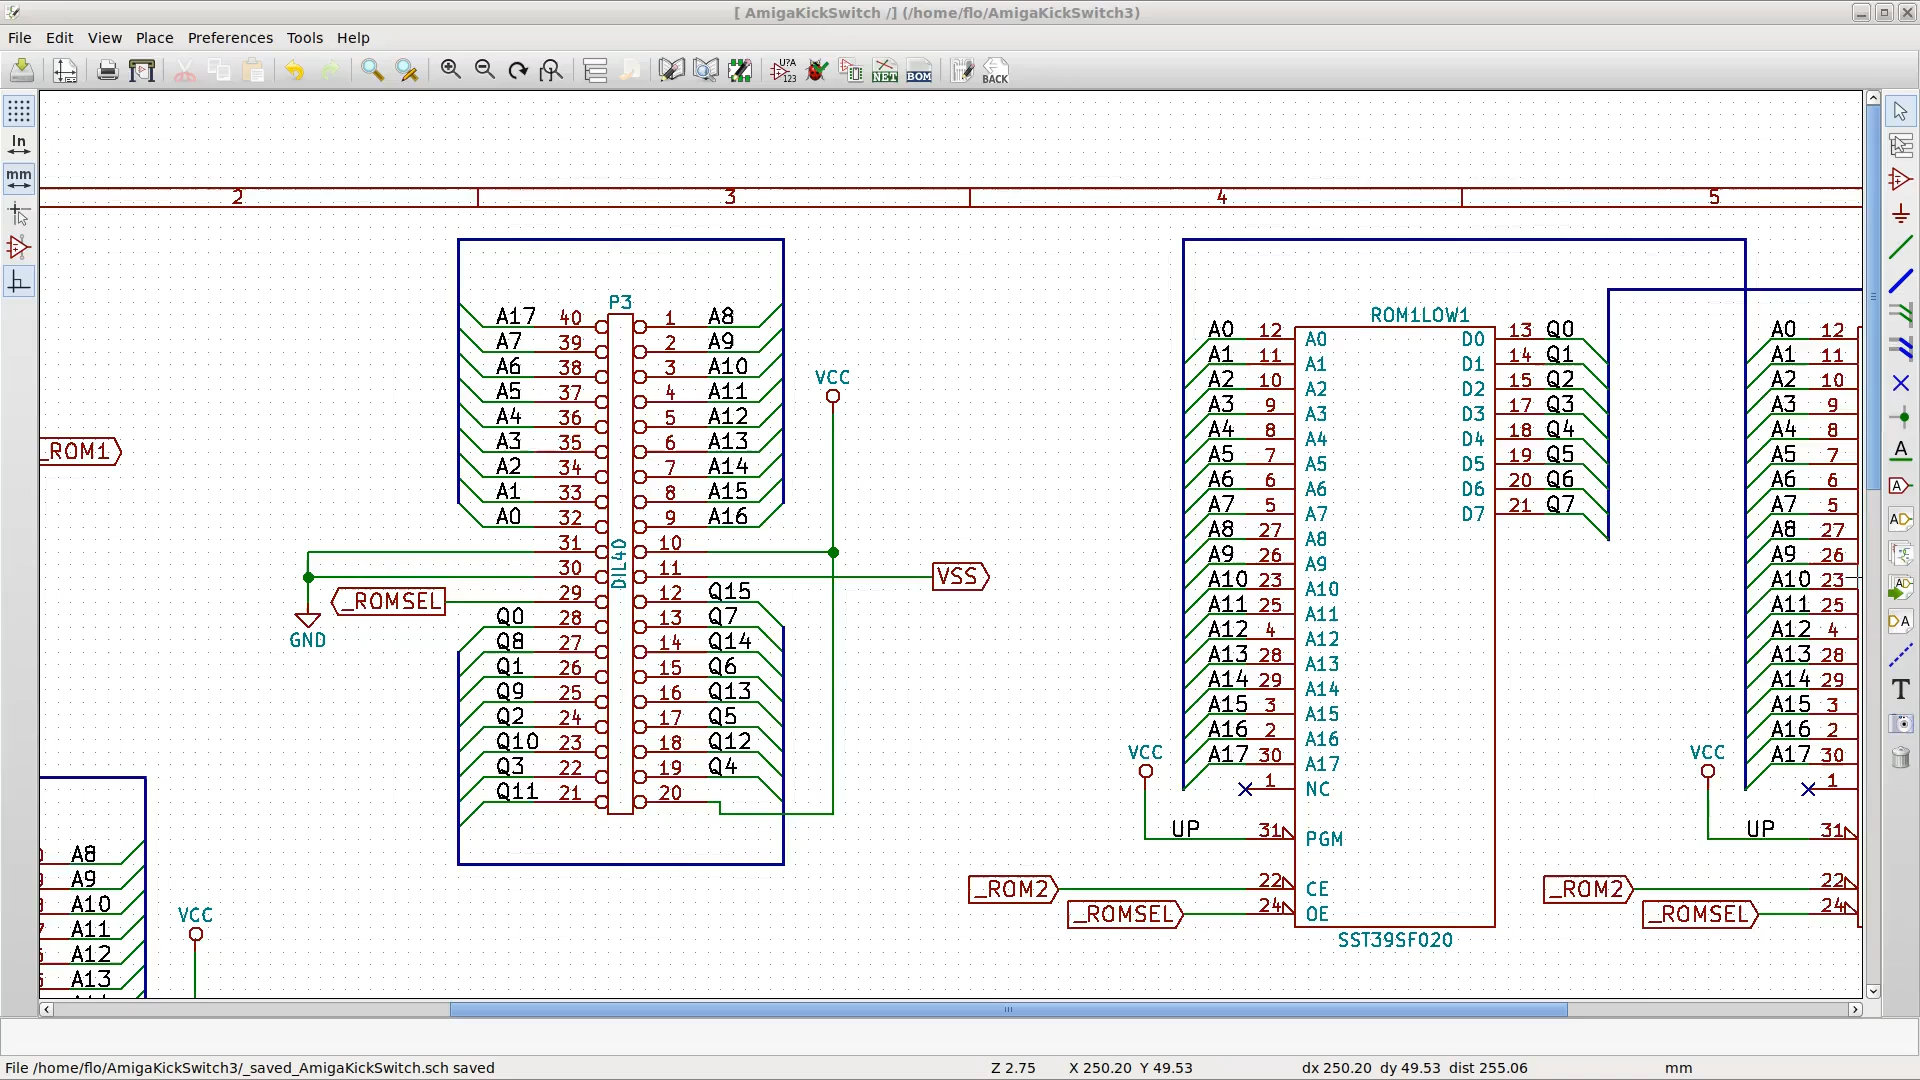 [ AmigaKickSwitch /] (/home/flo/AmigaKickSwitch3)
File Edit View Place Preferences Tools Help
U?A 123 NET BOM BACK
In
mm
2 3 4 5
P3
A17 40 1 A8
A7 39 2 A9
A6 38 3 A10
A5 37 4 A11
A4 36 5 A12
A3 35 6 A13
A2 34 7 A14
A1 33 8 A15
A0 32 9 A16
31 10
30 11
29 12 Q15
Q0 28 13 Q7
Q8 27 14 Q14
Q1 26 15 Q6
Q9 25 16 Q13
Q2 24 17 Q5
Q10 23 18 Q12
Q3 22 19 Q4
Q11 21 20
DIL40
VCC
VSS
_ROMSEL
GND
_ROM1
A8
A9
A10
A11
A12
A13
VCC
ROM1LOW1
A0 12 A0 D0 13 Q0
A1 11 A1 D1 14 Q1
A2 10 A2 D2 15 Q2
A3 9 A3 D3 17 Q3
A4 8 A4 D4 18 Q4
A5 7 A5 D5 19 Q5
A6 6 A6 D6 20 Q6
A7 5 A7 D7 21 Q7
A8 27 A8
A9 26 A9
A10 23 A10
A11 25 A11
A12 4 A12
A13 28 A13
A14 29 A14
A15 3 A15
A16 2 A16
A17 30 A17
1 NC
VCC
UP 31 PGM
_ROM2 22 CE
_ROMSEL 24 OE
SST39SF020
A0 12
A1 11
A2 10
A3 9
A4 8
A5 7
A6 6
A7 5
A8 27
A9 26
A10 23
A11 25
A12 4
A13 28
A14 29
A15 3
A16 2
A17 30
1
VCC
UP 31
_ROM2 22
_ROMSEL 24
A
A
AD
AD
DA
T
File /home/flo/AmigaKickSwitch3/_saved_AmigaKickSwitch.sch saved Z 2.75 X 250.20 Y 49.53 dx 250.20 dy 49.53 dist 255.06 mm